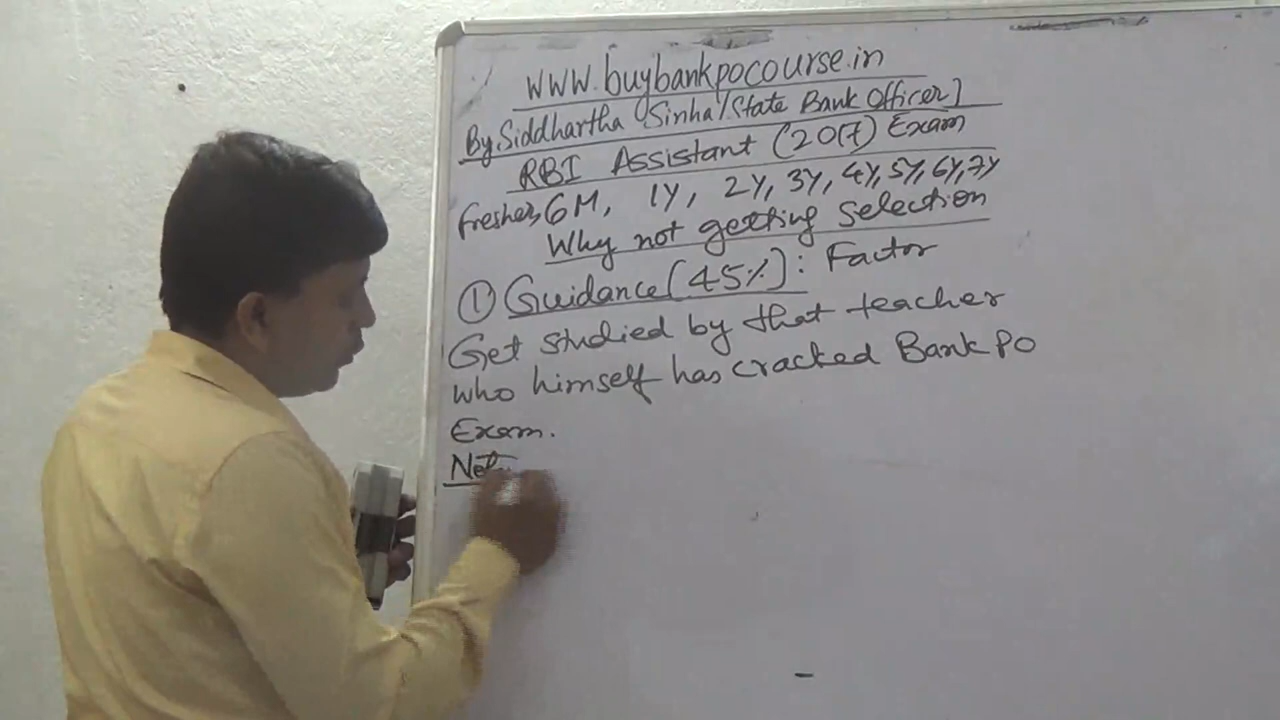 www.buybankpocourse.in
By Siddhartha Sinha (State Bank Officer)
RBI Assistant (2017) Exam
Fresher, 6M, 1Y, 2Y, 3Y, 4Y, 5Y, 6Y, 7Y
Why not getting selection
① Guidance (45%) : Factor
Get studied by that teacher
who himself has cracked Bank PO
Exam.